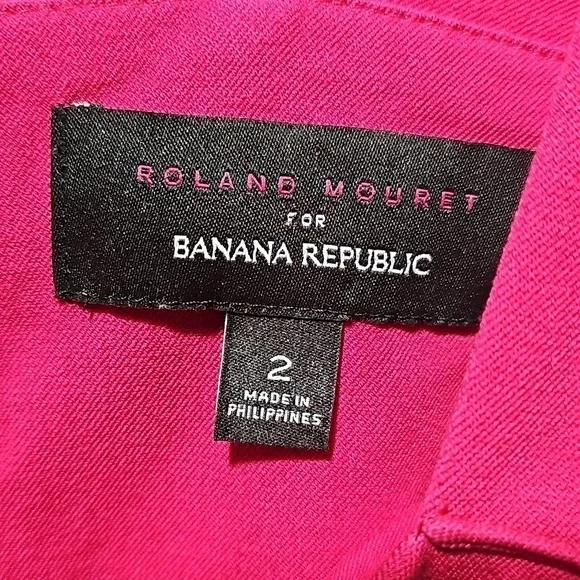 ROLAND MOURET
FOR
BANANA REPUBLIC
2
MADE IN
PHILIPPINES